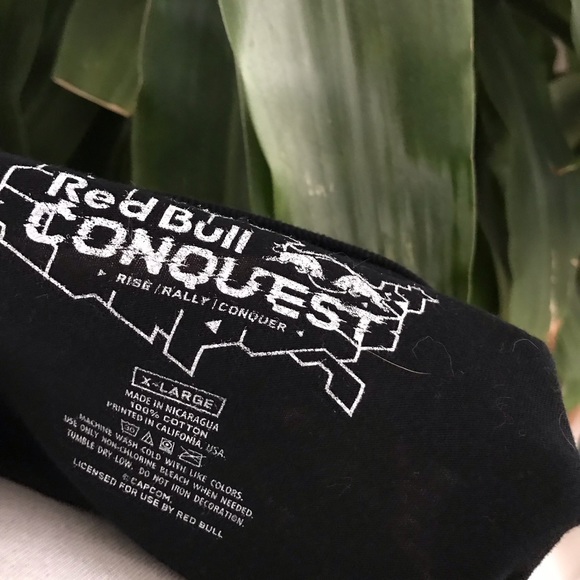 Red Bull
CONQUEST
RISE / RALLY | CONQUER
X-LARGE
MADE IN NICARAGUA
100% COTTON
PRINTED IN CALIFONIA, USA.
30
MACHINE WASH COLD WITH LIKE COLORS.
USE ONLY NON-CHLORINE BLEACH WHEN NEEDED.
TUMBLE DRY LOW. DO NOT IRON DECORATION.
© CAPCOM.
LICENSED FOR USE BY RED BULL